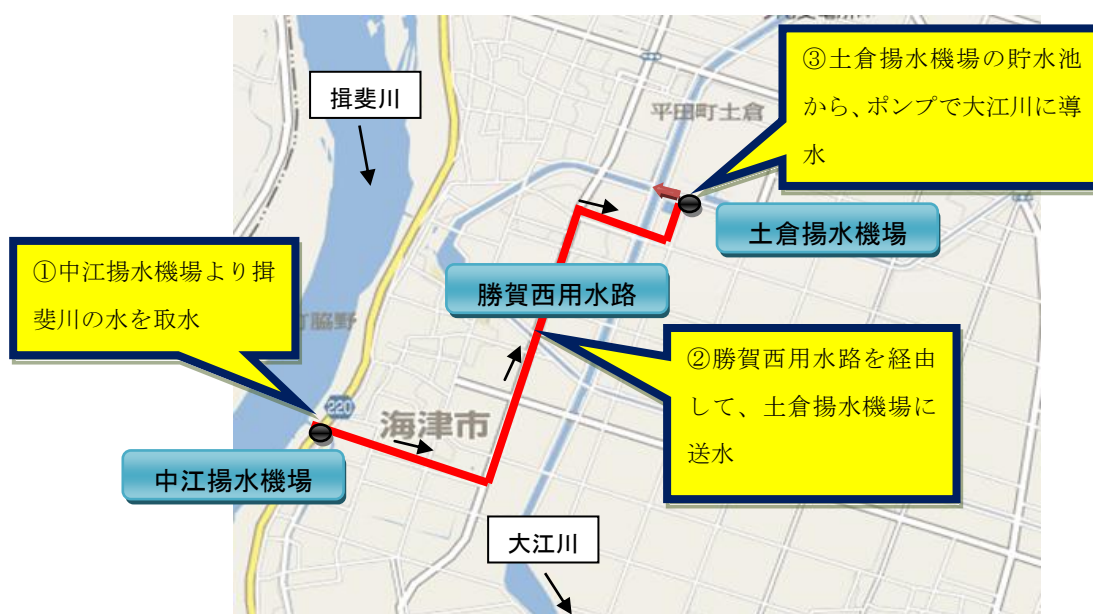 ③土倉揚水機場の貯水池
から、ポンプで大江川に導
水
揖斐川
平田町土倉
土倉揚水機場
①中江揚水機場より揖
斐川の水を取水
勝賀西用水路
町脇野
②勝賀西用水路を経由
して、土倉揚水機場に
送水
220
海津市
中江揚水機場
大江川